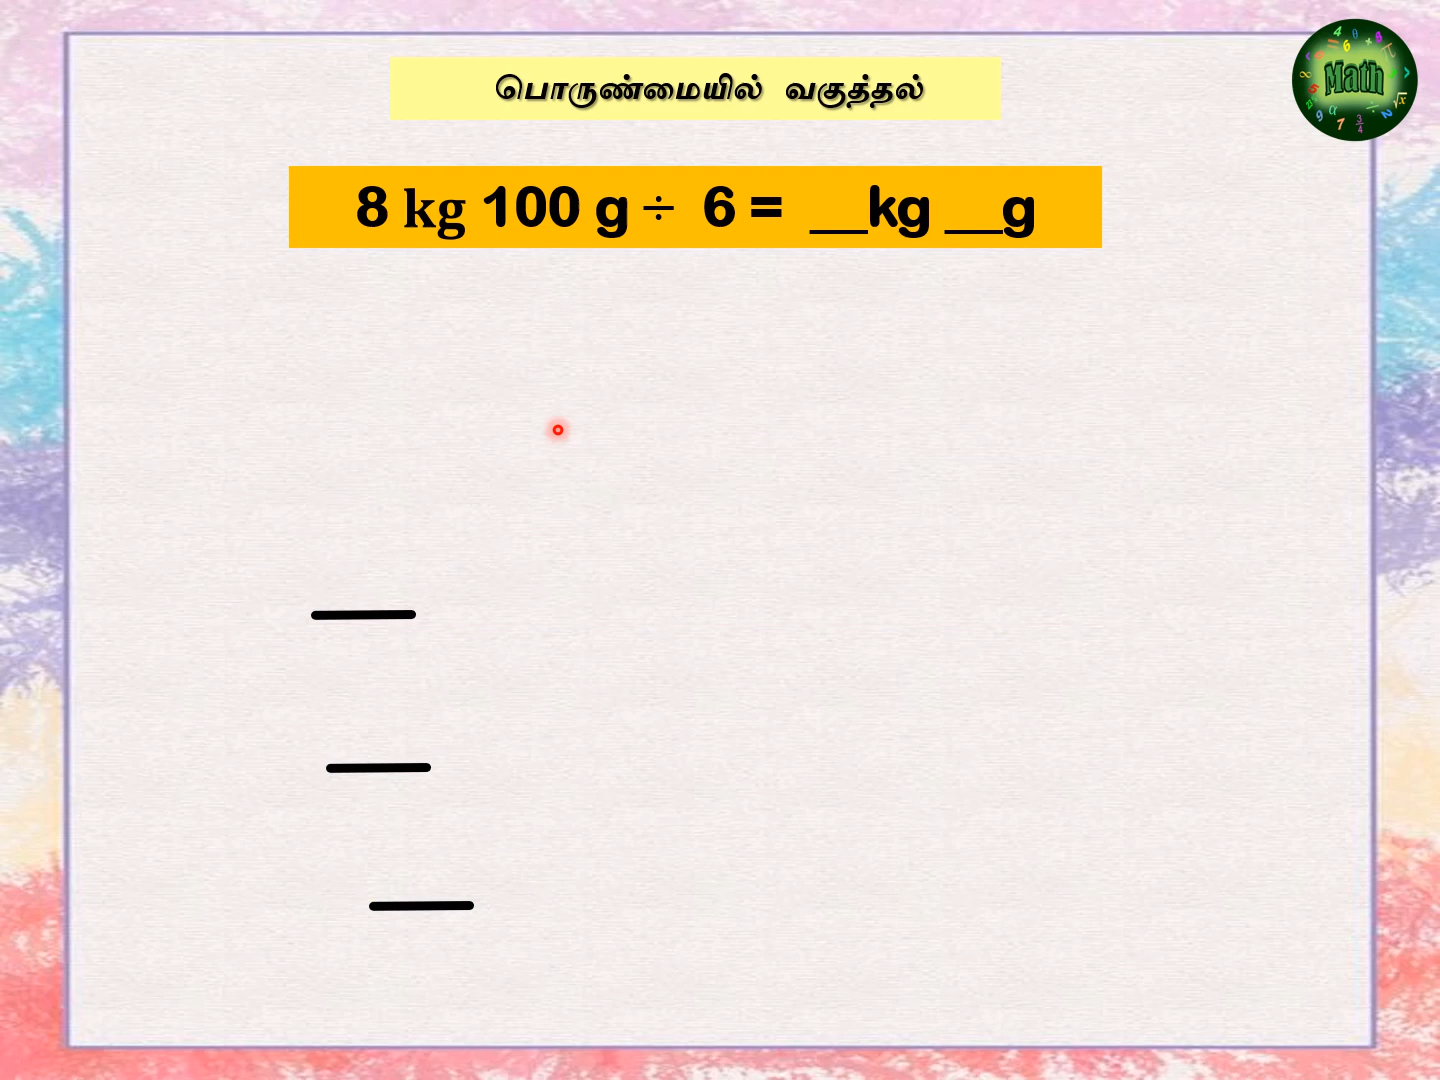 பொருண்மையில் வகுத்தல்
Math
8 kg 100 g ÷ 6 = __kg __g